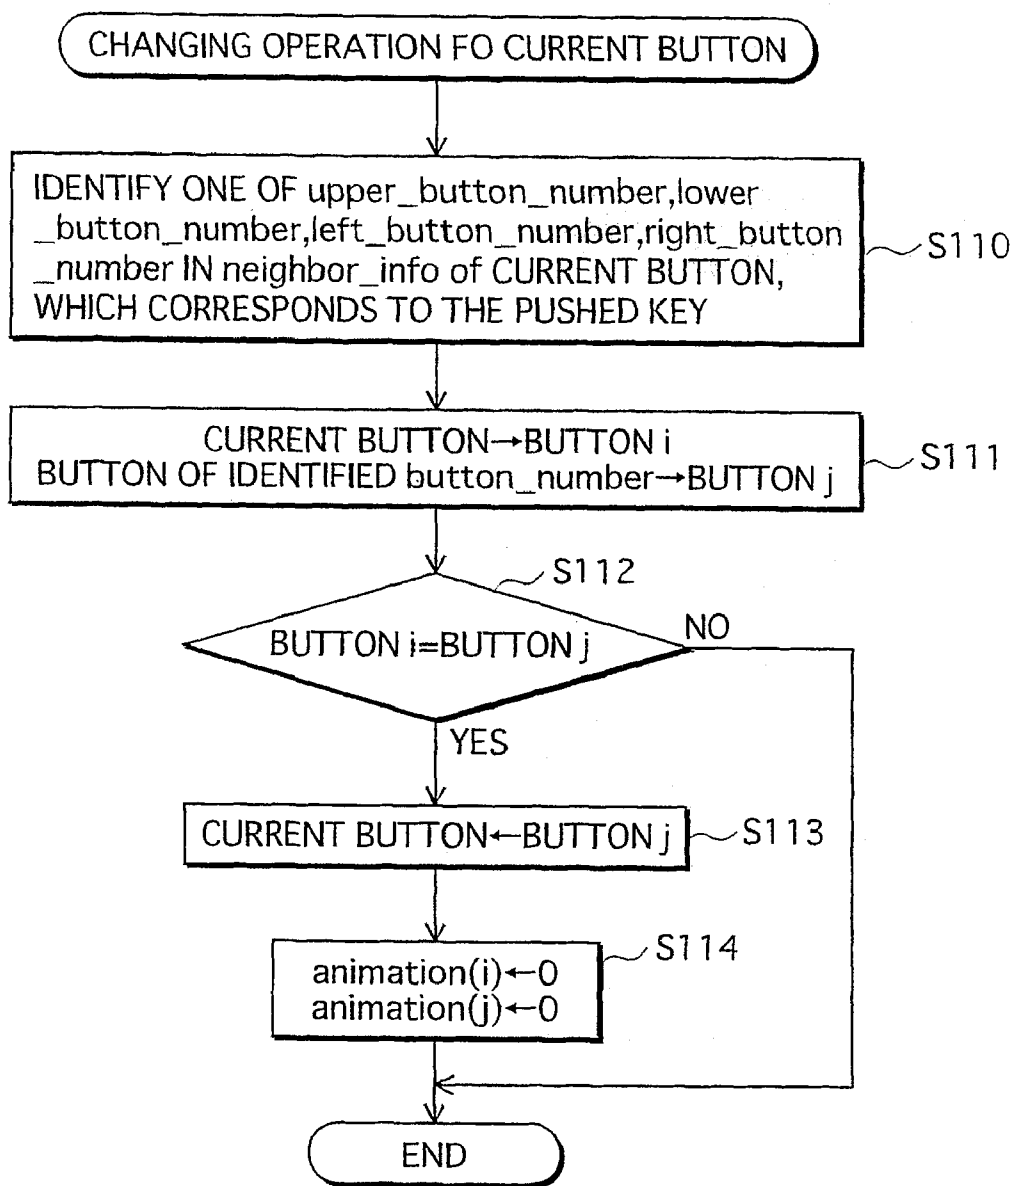 CHANGING OPERATION FO CURRENT BUTTON
IDENTIFY ONE OF upper_button_number,lower
_button_number,left_button_number,right_button
_number IN neighbor_info of CURRENT BUTTON,
WHICH CORRESPONDS TO THE PUSHED KEY
S110
CURRENT BUTTON→BUTTON i
BUTTON OF IDENTIFIED button_number→BUTTON j
S111
S112
BUTTON i=BUTTON j
NO
YES
CURRENT BUTTON←BUTTON j
S113
S114
animation(i)←0
animation(j)←0
END